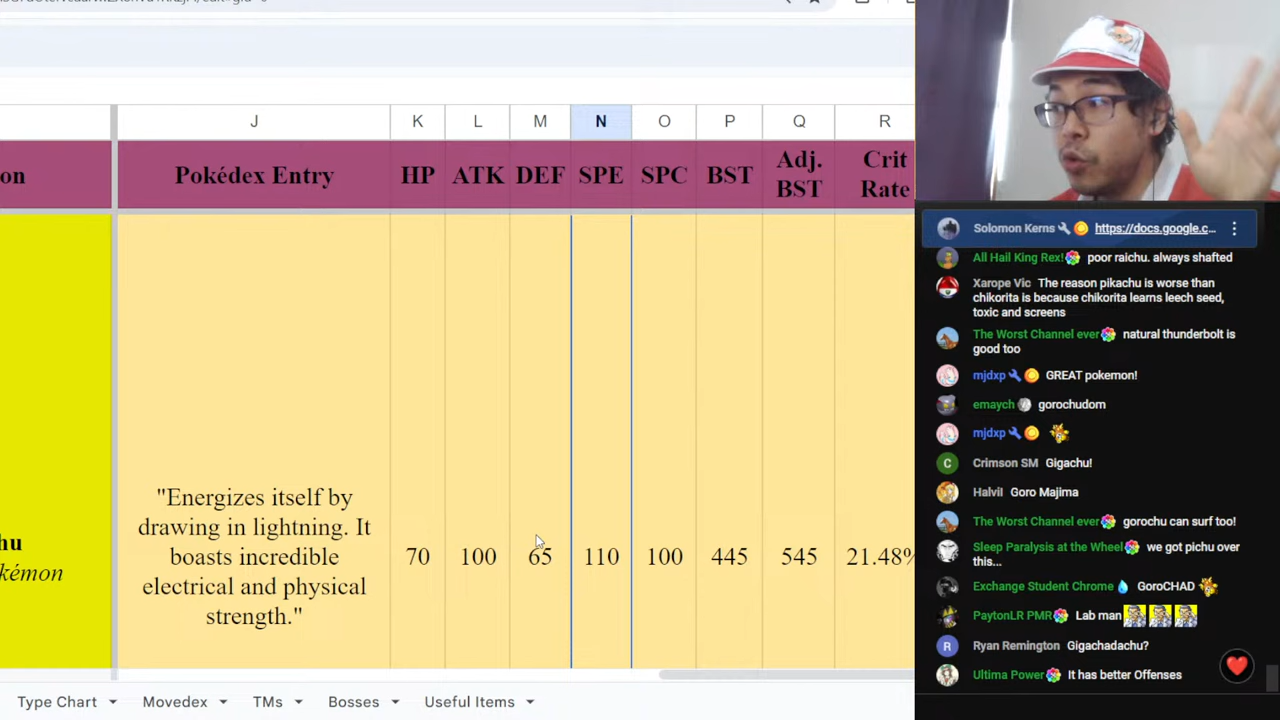 J K L M N O P Q R
on Pokédex Entry HP ATK DEF SPE SPC BST Adj. BST Crit Rate
"Energizes itself by
drawing in lightning. It
boasts incredible
electrical and physical
strength."
hu
kémon
70 100 65 110 100 445 545 21.48%
Type Chart Movedex TMs Bosses Useful Items
Solomon Kerns https://docs.google.c...
All Hail King Rex! poor raichu. always shafted
Xarope Vic The reason pikachu is worse than
chikorita is because chikorita learns leech seed,
toxic and screens
The Worst Channel ever natural thunderbolt is
good too
mjdxp GREAT pokemon!
emaych gorochudom
mjdxp
C Crimson SM Gigachu!
Halvil Goro Majima
The Worst Channel ever gorochu can surf too!
Sleep Paralysis at the Wheel we got pichu over
this...
Exchange Student Chrome GoroCHAD
PaytonLR PMR Lab man
R Ryan Remington Gigachadachu?
Ultima Power It has better Offenses